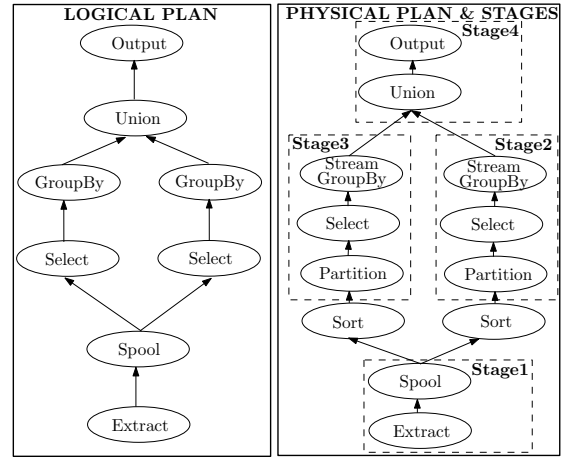 LOGICAL PLAN
Output
Union
GroupBy
GroupBy
Select
Select
Spool
Extract
PHYSICAL PLAN & STAGES
Stage4
Output
Union
Stage3
Stage2
Stream
GroupBy
Stream
GroupBy
Select
Select
Partition
Partition
Sort
Sort
Stage1
Spool
Extract